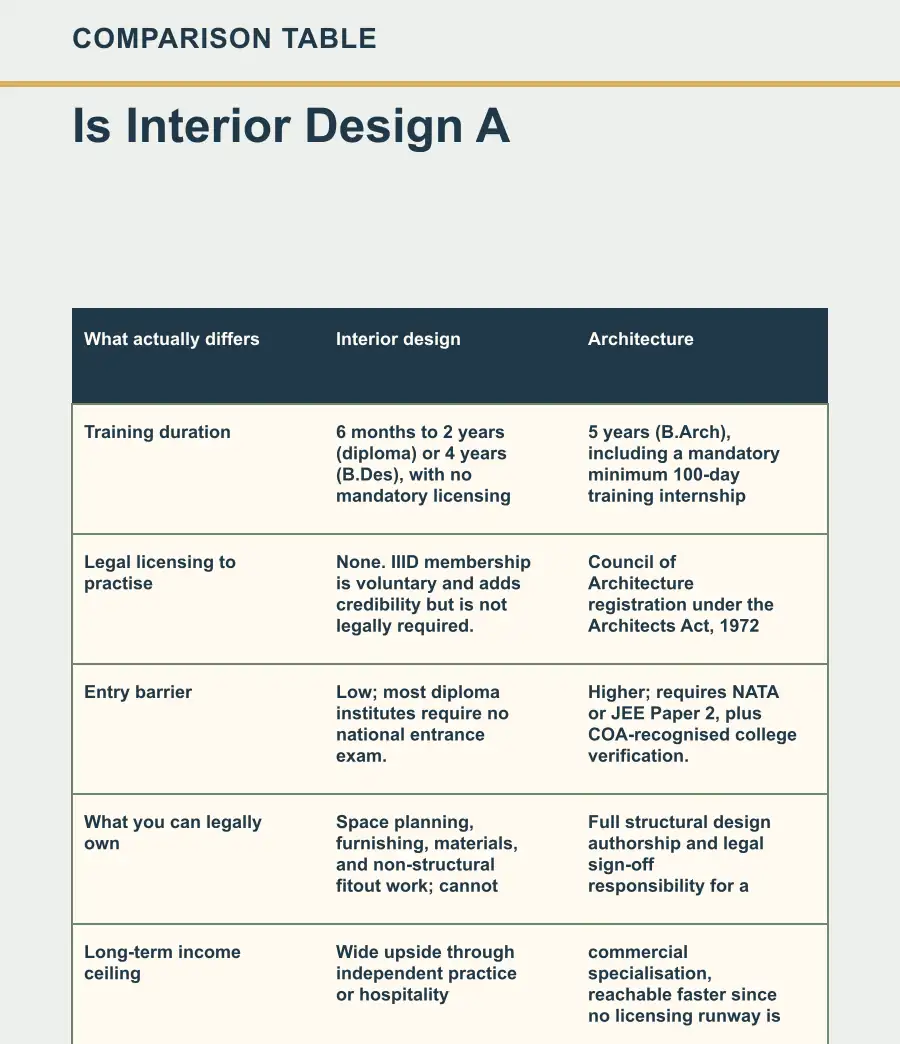 COMPARISON TABLE
Is Interior Design A
What actually differs
Interior design
Architecture
Training duration
6 months to 2 years
(diploma) or 4 years
(B.Des), with no
mandatory licensing
5 years (B.Arch),
including a mandatory
minimum 100-day
training internship
Legal licensing to
practise
None. IIID membership
is voluntary and adds
credibility but is not
legally required.
Council of
Architecture
registration under the
Architects Act, 1972
Entry barrier
Low; most diploma
institutes require no
national entrance
exam.
Higher; requires NATA
or JEE Paper 2, plus
COA-recognised college
verification.
What you can legally
own
Space planning,
furnishing, materials,
and non-structural
fitout work; cannot
Full structural design
authorship and legal
sign-off
responsibility for a
Long-term income
ceiling
Wide upside through
independent practice
or hospitality
commercial
specialisation,
reachable faster since
no licensing runway is